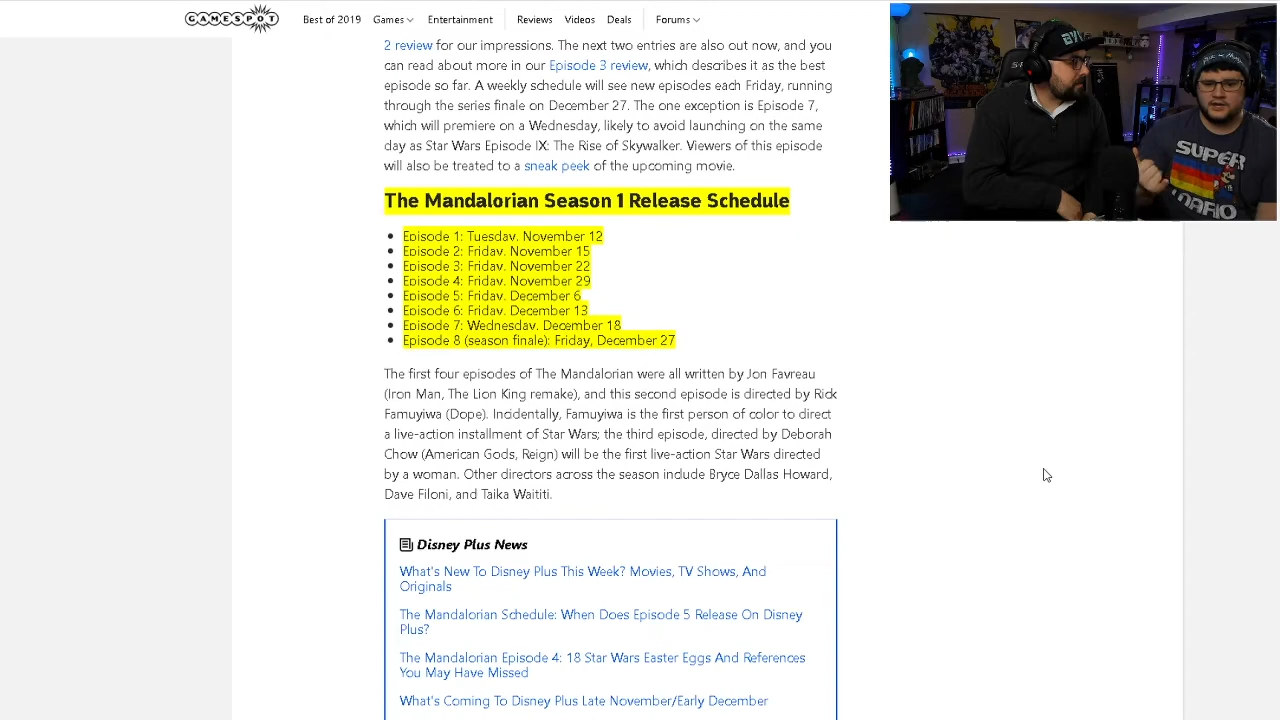 GAMESPOT
Best of 2019 Games Entertainment Reviews Videos Deals Forums
2 review for our impressions. The next two entries are also out now, and you
can read about more in our Episode 3 review, which describes it as the best
episode so far. A weekly schedule will see new episodes each Friday, running
through the series finale on December 27. The one exception is Episode 7,
which will premiere on a Wednesday, likely to avoid launching on the same
day as Star Wars Episode IX: The Rise of Skywalker. Viewers of this episode
will also be treated to a sneak peek of the upcoming movie.
The Mandalorian Season 1 Release Schedule
Episode 1: Tuesday, November 12
Episode 2: Friday, November 15
Episode 3: Friday, November 22
Episode 4: Friday, November 29
Episode 5: Friday, December 6
Episode 6: Friday, December 13
Episode 7: Wednesday, December 18
Episode 8 (season finale): Friday, December 27
The first four episodes of The Mandalorian were all written by Jon Favreau
(Iron Man, The Lion King remake), and this second episode is directed by Rick
Famuyiwa (Dope). Incidentally, Famuyiwa is the first person of color to direct
a live-action installment of Star Wars; the third episode, directed by Deborah
Chow (American Gods, Reign) will be the first live-action Star Wars directed
by a woman. Other directors across the season include Bryce Dallas Howard,
Dave Filoni, and Taika Waititi.
Disney Plus News
What's New To Disney Plus This Week? Movies, TV Shows, And
Originals
The Mandalorian Schedule: When Does Episode 5 Release On Disney
Plus?
The Mandalorian Episode 4: 18 Star Wars Easter Eggs And References
You May Have Missed
What's Coming To Disney Plus Late November/Early December
SUPER
MARIO